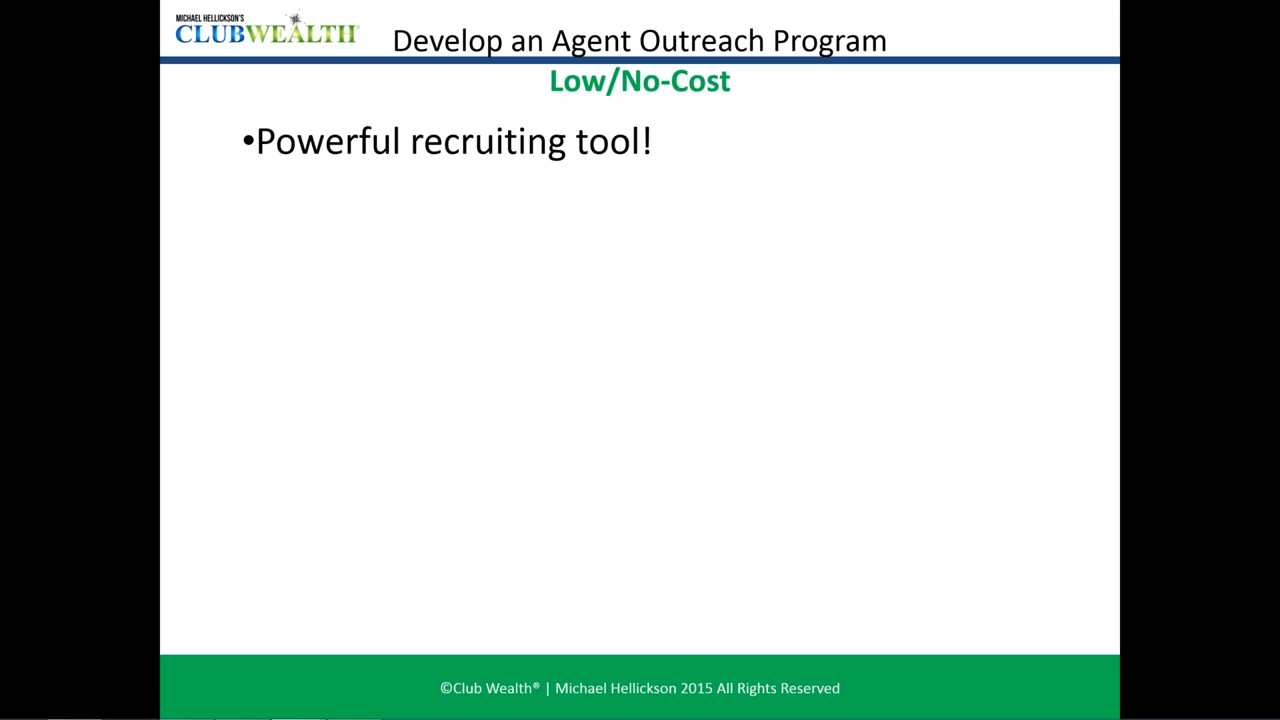 MICHAEL HELLICKSON'S
CLUBWEALTH®
Develop an Agent Outreach Program
Low/No-Cost
•Powerful recruiting tool!
©Club Wealth® | Michael Hellickson 2015 All Rights Reserved